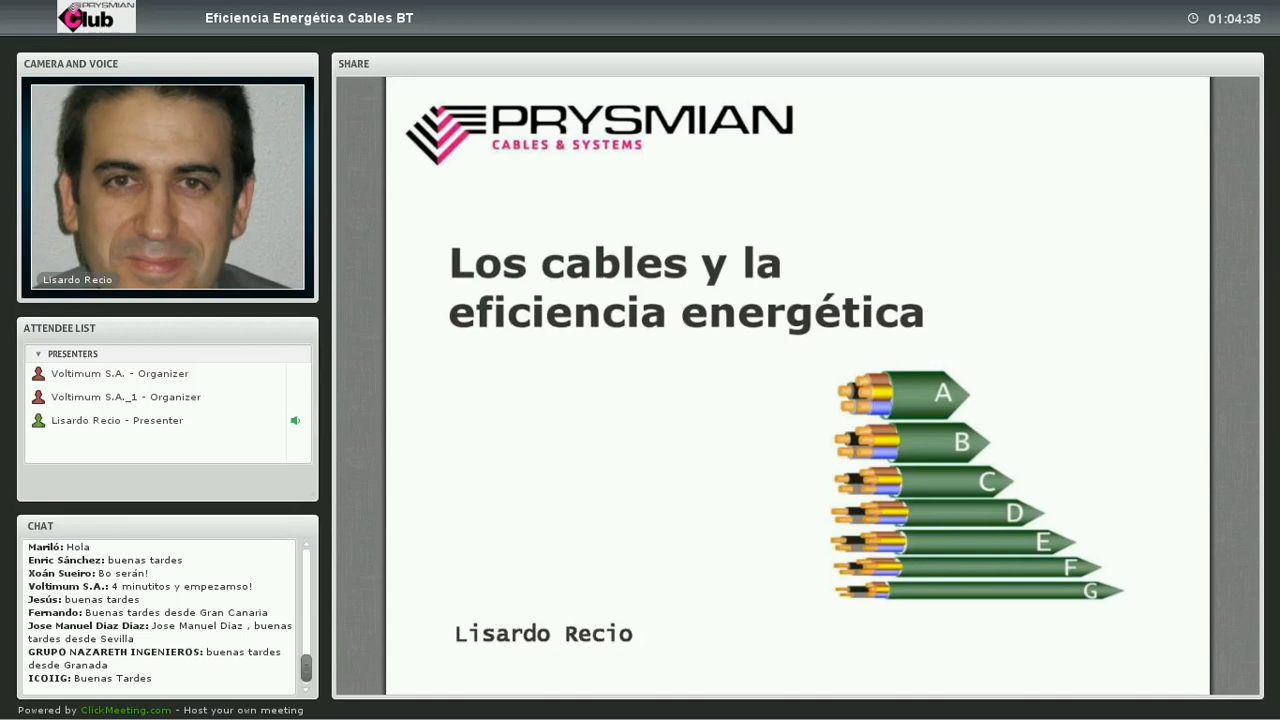 PRYSMIAN
Club
Eficiencia Energética Cables BT
01:04:35
CAMERA AND VOICE
Lisardo Recio
ATTENDEE LIST
PRESENTERS
Voltimum S.A. - Organizer
Voltimum S.A._1 - Organizer
Lisardo Recio - Presenter
CHAT
Mariló: Hola
Enric Sánchez: buenas tardes
Xoán Sueiro: Bo serán!
Voltimum S.A.: 4 minutitos y empezamso!
Jesús: buenas tardes
Fernando: Buenas tardes desde Gran Canaria
Jose Manuel Diaz Diaz: Jose Manuel Diaz , buenas
tardes desde Sevilla
GRUPO NAZARETH INGENIEROS: buenas tardes
desde Granada
ICOIIG: Buenas Tardes
SHARE
PRYSMIAN
CABLES & SYSTEMS
Los cables y la
eficiencia energética
A
B
C
D
E
F
G
Lisardo Recio
Powered by ClickMeeting.com - Host your own meeting